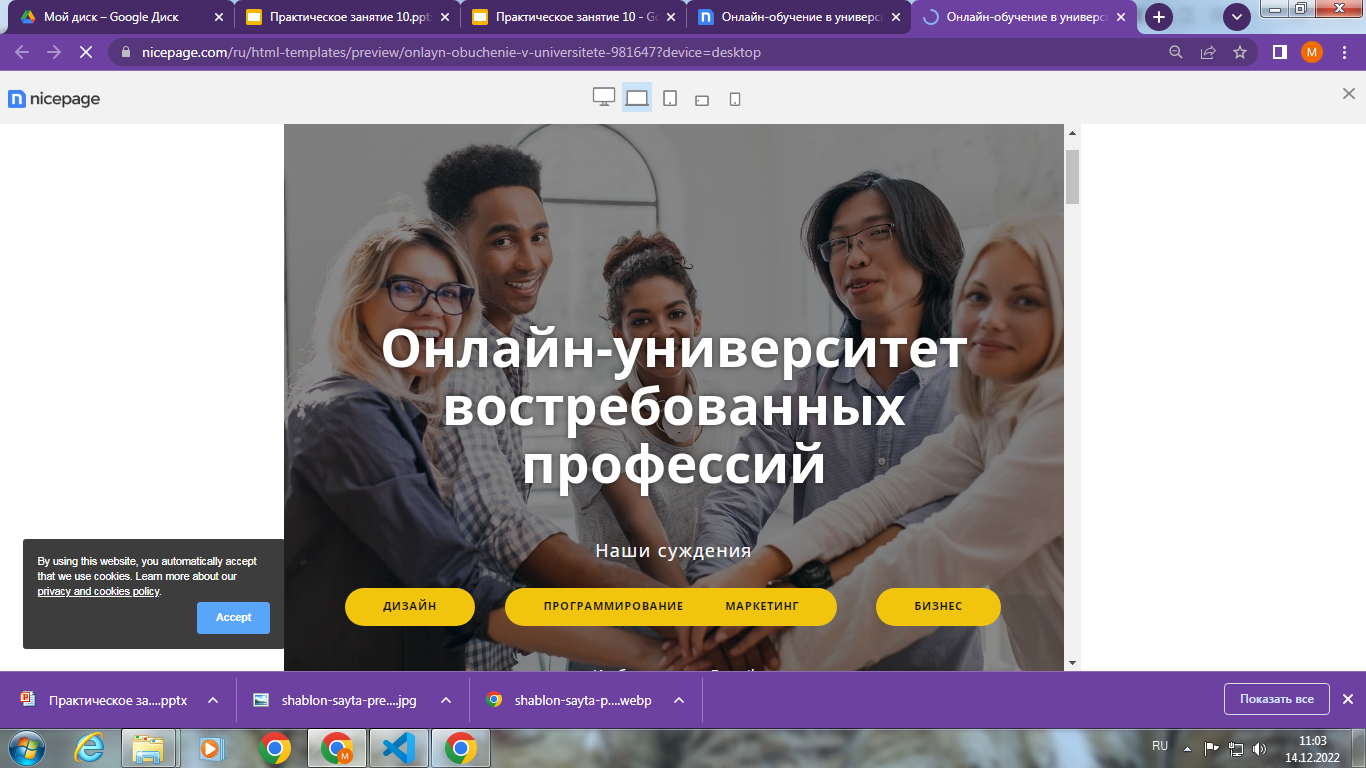 Мой диск – Google Диск
Практическое занятие 10.pptx
Практическое занятие 10 - Go
Онлайн-обучение в универс
Онлайн-обучение в универс
nicepage.com/ru/html-templates/preview/onlayn-obuchenie-v-universitete-981647?device=desktop
M
nicepage
Онлайн-университет
востребованных
профессий
Наши суждения
ДИЗАЙН
ПРОГРАММИРОВАНИЕ
МАРКЕТИНГ
БИЗНЕС
By using this website, you automatically accept
that we use cookies. Learn more about our
privacy and cookies policy.
Accept
Практическое за....pptx
shablon-sayta-pre....jpg
shablon-sayta-p....webp
Показать все
M
RU
11:03
14.12.2022